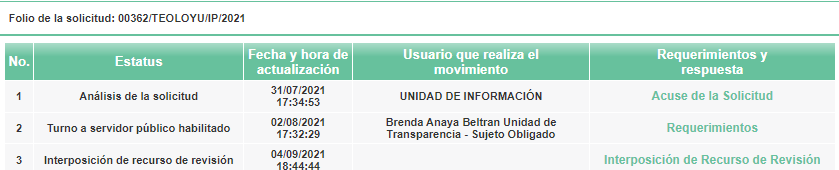 Folio de la solicitud: 00362/TEOLOYU/IP/2021
No. Estatus Fecha y hora de actualización Usuario que realiza el movimiento Requerimientos y respuesta
1 Análisis de la solicitud 31/07/2021 17:34:53 UNIDAD DE INFORMACIÓN Acuse de la Solicitud
2 Turno a servidor público habilitado 02/08/2021 17:32:29 Brenda Anaya Beltran Unidad de Transparencia - Sujeto Obligado Requerimientos
3 Interposición de recurso de revisión 04/09/2021 18:44:44 Interposición de Recurso de Revisión